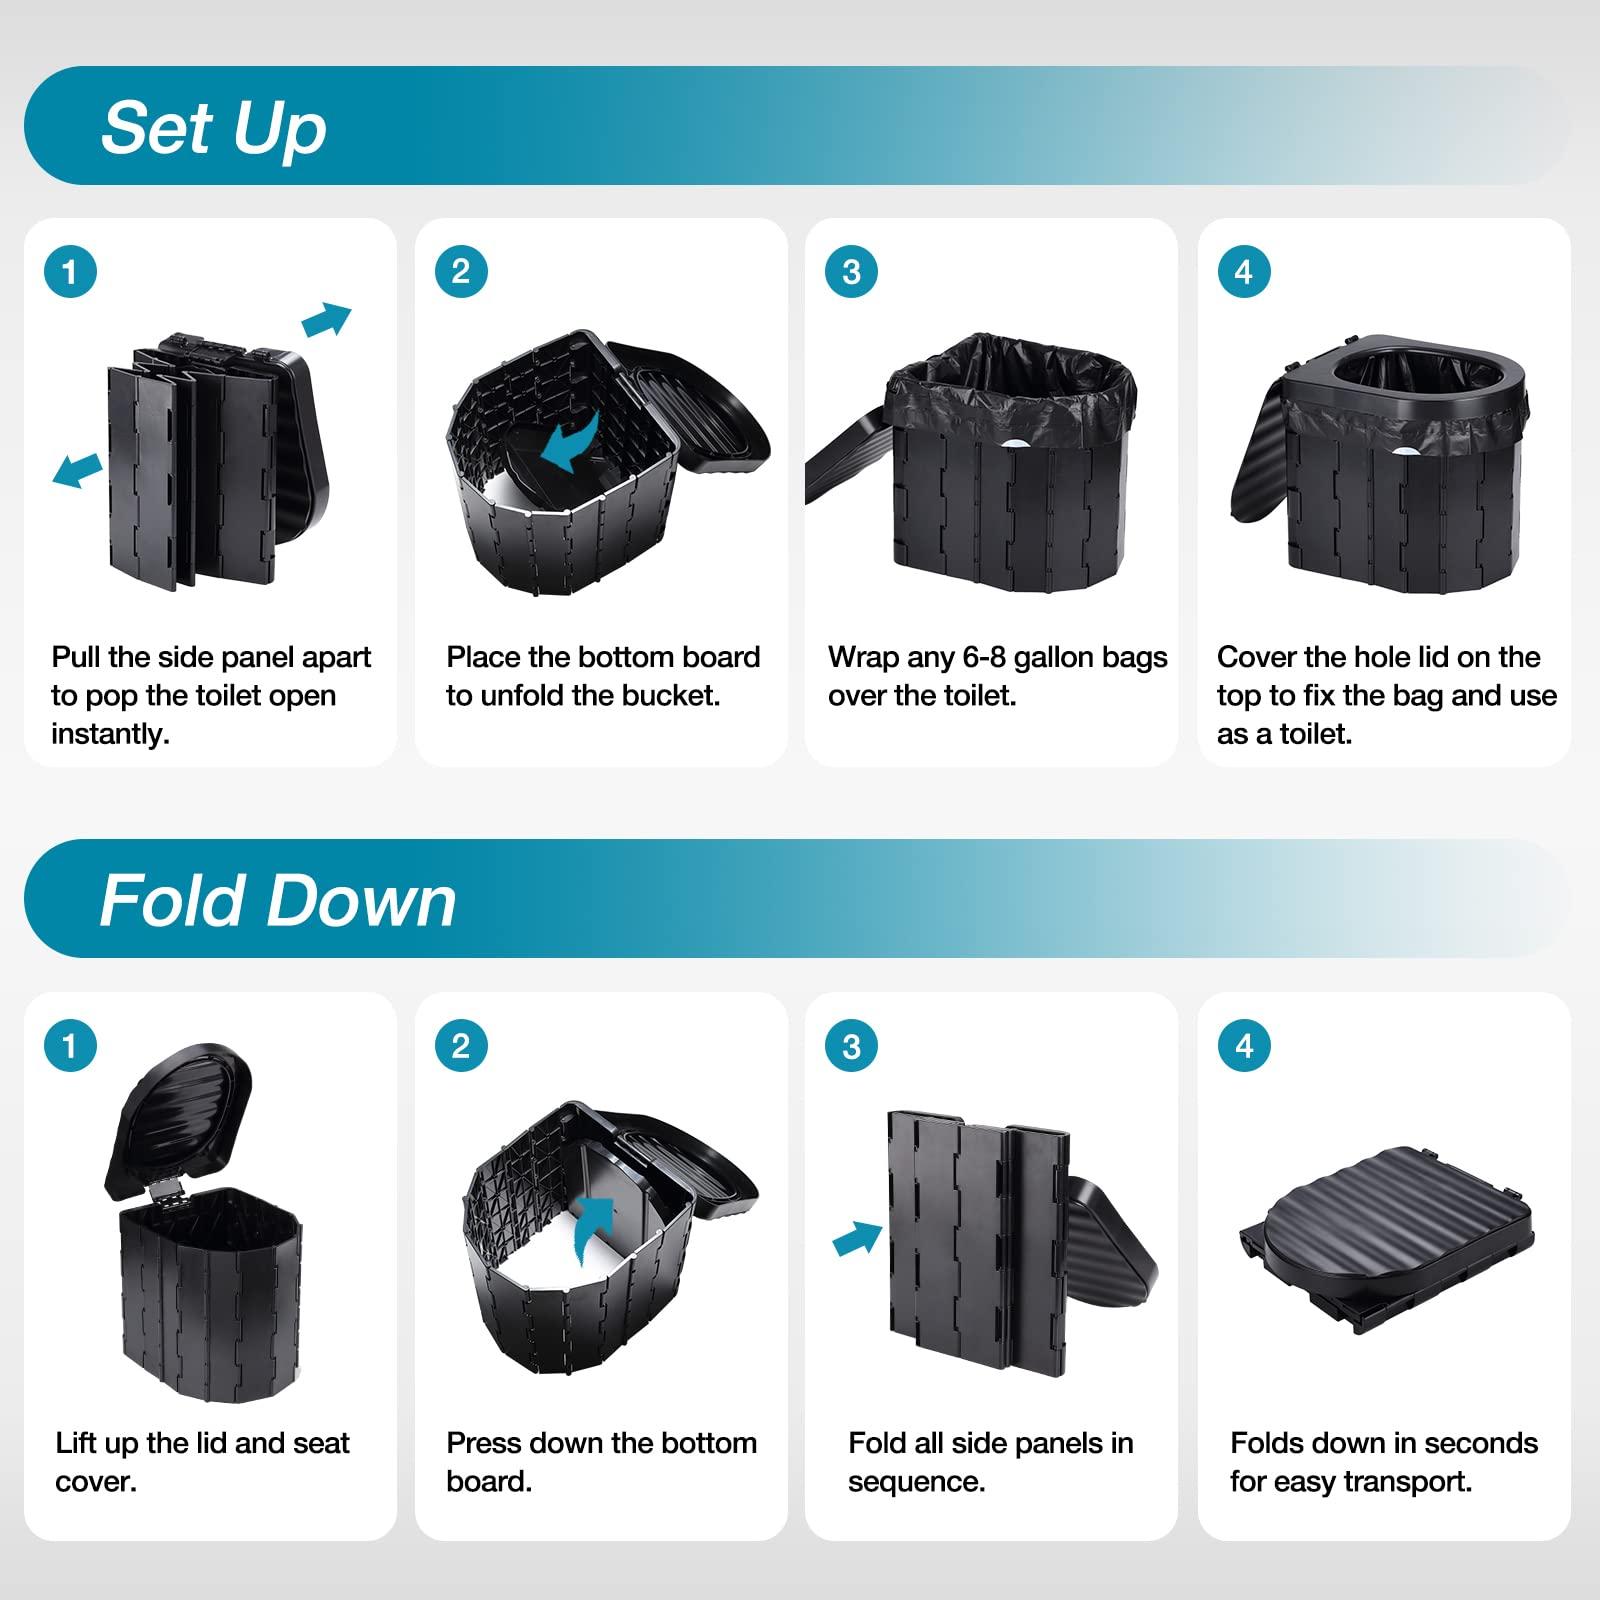 Set Up
1
2
3
4
Pull the side panel apart
to pop the toilet open
instantly.
Place the bottom board
to unfold the bucket.
Wrap any 6-8 gallon bags
over the toilet.
Cover the hole lid on the
top to fix the bag and use
as a toilet.
Fold Down
1
2
3
4
Lift up the lid and seat
cover.
Press down the bottom
board.
Fold all side panels in
sequence.
Folds down in seconds
for easy transport.